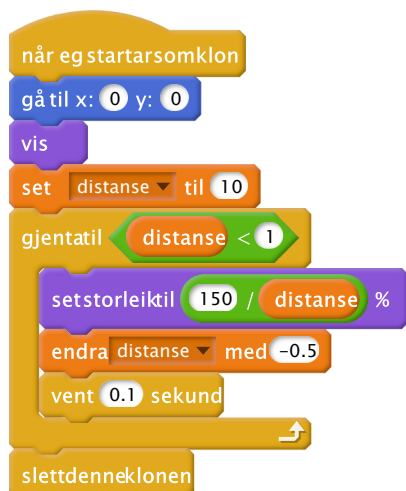 når eg startarsomklon
gå til x: 0 y: 0
vis
set distanse til 10
gjentatil distanse < 1
setstorleiktil 150 / distanse %
endra distanse med -0.5
vent 0.1 sekund
slettdenneklonen